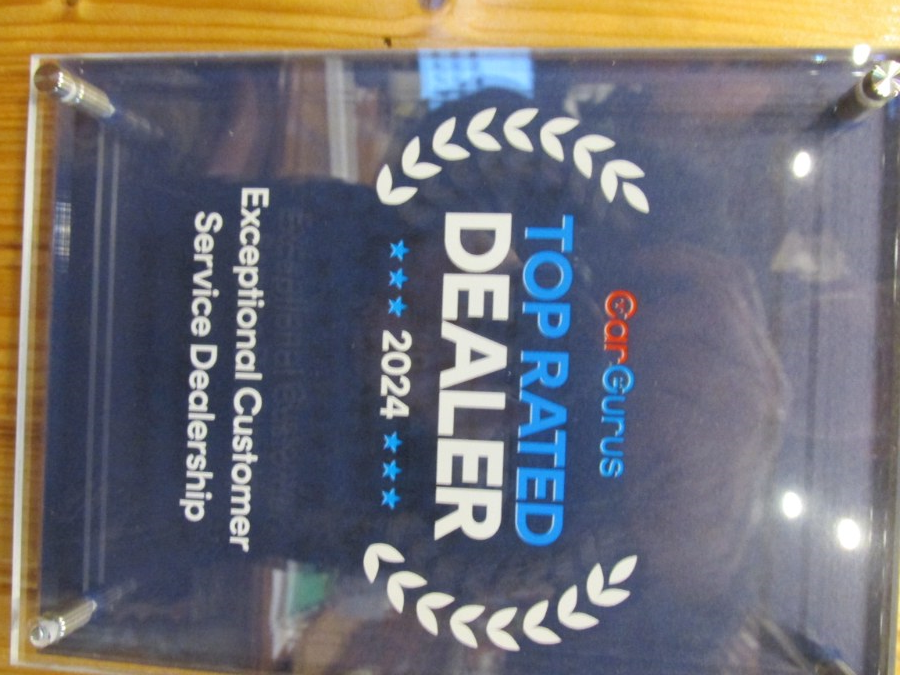 CarGurus
TOP RATED
DEALER
★★★ 2024 ★★★
Exceptional Customer
Service Dealership